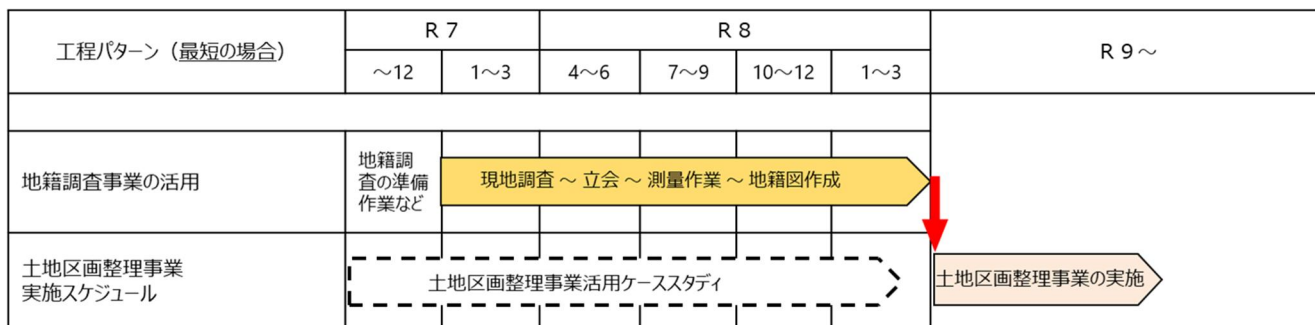 工程パターン（最短の場合）
R 7
R 8
R 9～
～12
1～3
4～6
7～9
10～12
1～3
地籍調査事業の活用
地籍調
査の準備
作業など
現地調査 ～ 立会 ～ 測量作業 ～ 地籍図作成
土地区画整理事業
実施スケジュール
土地区画整理事業活用ケーススタディ
土地区画整理事業の実施